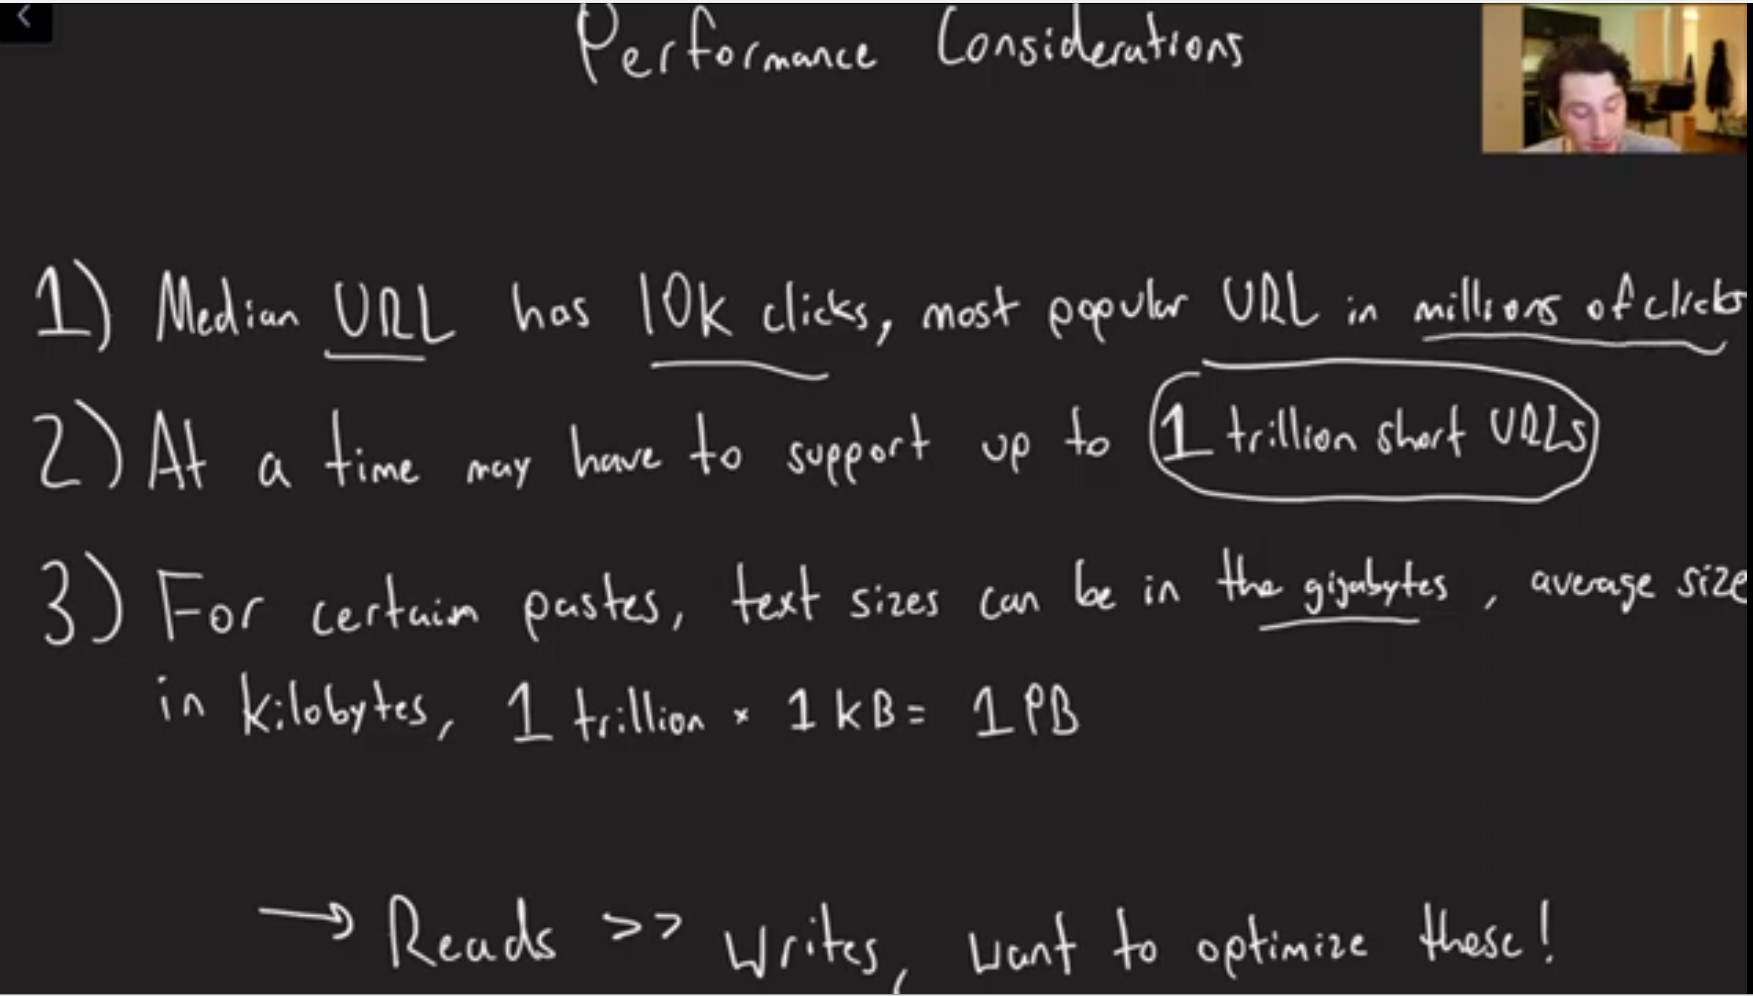 Performance Considerations
1) Median URL has 10k clicks, most popular URL in millions of clicks
2) At a time may have to support up to 1 trillion short URLs
3) For certain pastes, text sizes can be in the gigabytes, average size
in kilobytes, 1 trillion * 1 kB = 1 PB
→ Reads >> Writes, want to optimize these!